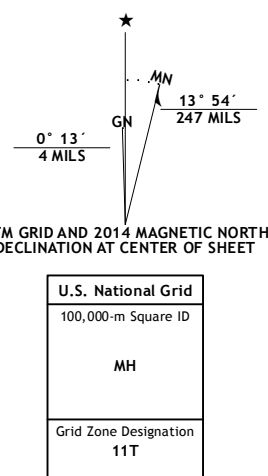 ★
MN
GN
13° 54´
247 MILS
0° 13´
4 MILS
TM GRID AND 2014 MAGNETIC NORTH
DECLINATION AT CENTER OF SHEET
U.S. National Grid
100,000-m Square ID
MH
Grid Zone Designation
11T